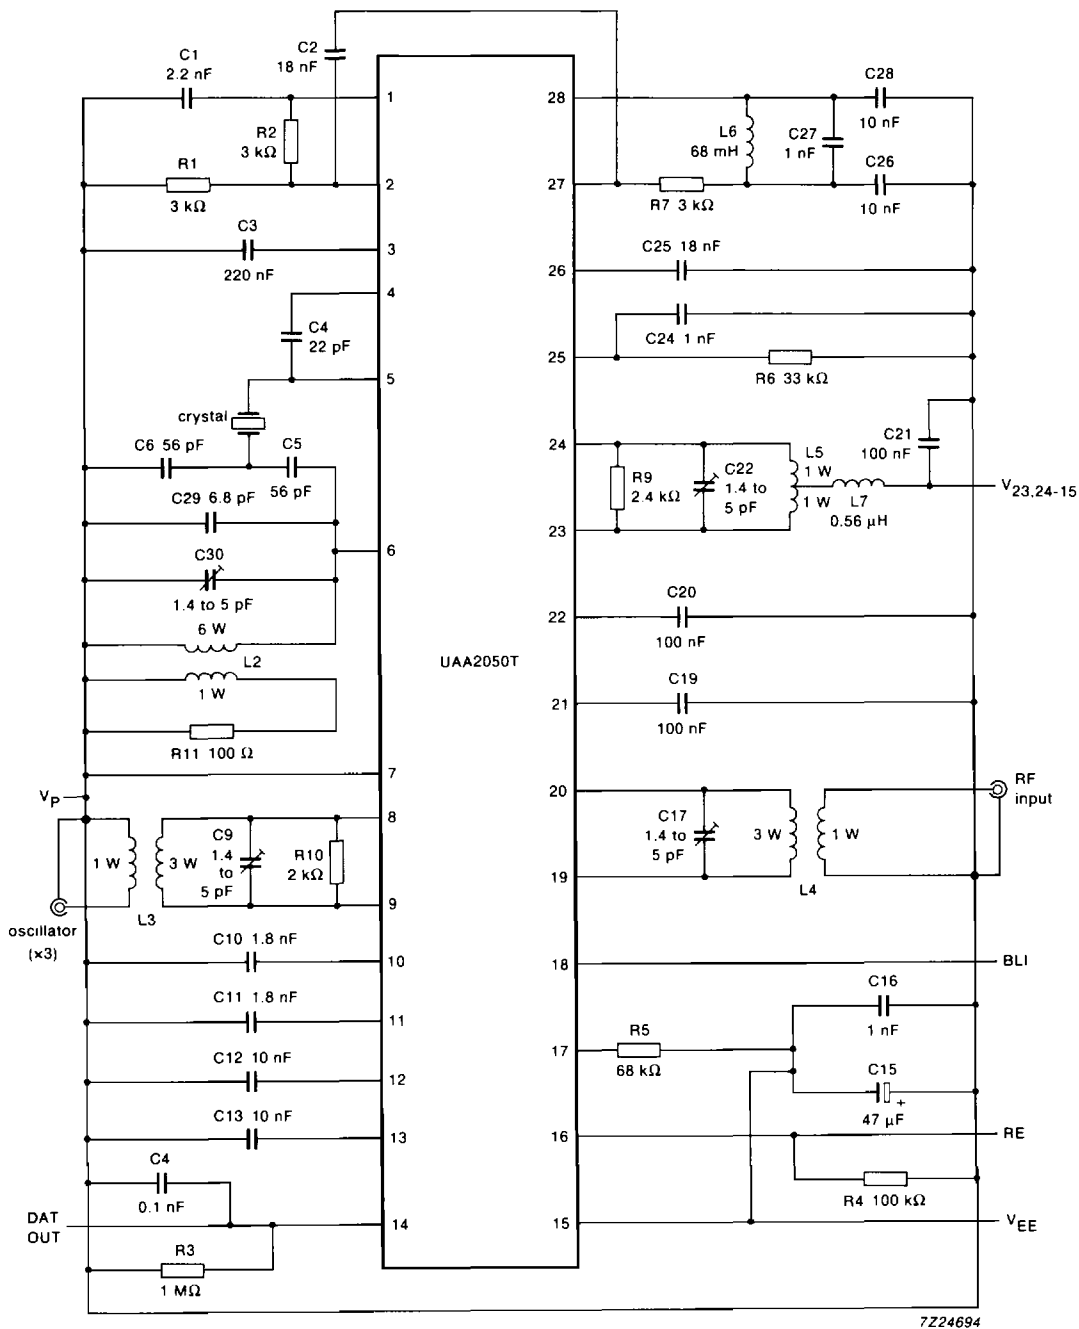 C1
2.2 nF
C2
18 nF
1
R2
3 kΩ
R1
3 kΩ
2
C3
220 nF
3
4
C4
22 pF
5
crystal
C6 56 pF
C5
56 pF
C29 6.8 pF
6
C30
1.4 to 5 pF
6 W
L2
1 W
R11 100 Ω
7
VP
8
1 W
3 W
C9
1.4
to
5 pF
R10
2 kΩ
L3
9
oscillator
(x3)
C10 1.8 nF
10
C11 1.8 nF
11
C12 10 nF
12
C13 10 nF
13
C4
0.1 nF
DAT
OUT
14
R3
1 MΩ
UAA2050T
28
C28
10 nF
L6
68 mH
C27
1 nF
C26
10 nF
27
R7 3 kΩ
C25 18 nF
26
C24 1 nF
25
R6 33 kΩ
24
C21
100 nF
R9
2.4 kΩ
C22
1.4 to
5 pF
L5
1 W
1 W
L7
0.56 µH
V23,24-15
23
C20
22
100 nF
C19
21
100 nF
20
RF
input
C17
1.4 to
5 pF
3 W
1 W
19
L4
18
BLI
C16
1 nF
R5
17
68 kΩ
C15
+
47 µF
16
RE
R4 100 kΩ
15
VEE
7Z24694